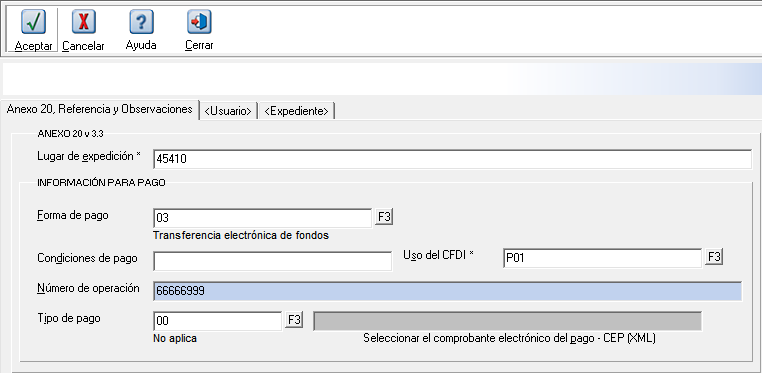 Aceptar Cancelar Ayuda Cerrar
Anexo 20, Referencia y Observaciones <Usuario> <Expediente>
ANEXO 20 v 3.3
Lugar de expedición * 45410
INFORMACIÓN PARA PAGO
Forma de pago 03 F3
Transferencia electrónica de fondos
Condiciones de pago Uso del CFDI * P01 F3
Número de operación 66666999
Tipo de pago 00 F3
No aplica Seleccionar el comprobante electrónico del pago - CEP (XML)